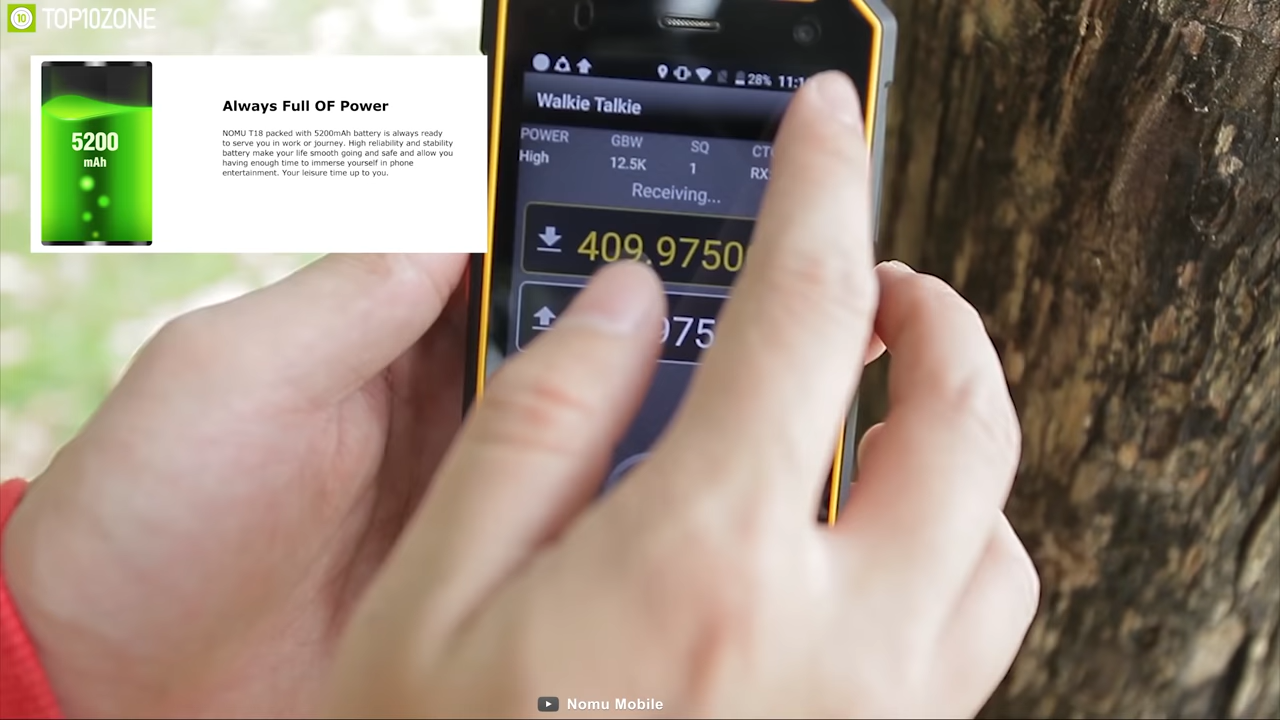 TOP10ZONE
Always Full OF Power
5200
mAh
NOMU T18 packed with 5200mAh battery is always ready
to serve you in work or journey. High reliability and stability
battery make your life smooth going and safe and allow you
having enough time to immerse yourself in phone
entertainment. Your leisure time up to you.
28%
Walkie Talkie
POWER GBW SQ
High 12.5K 1
Receiving...
Nomu Mobile